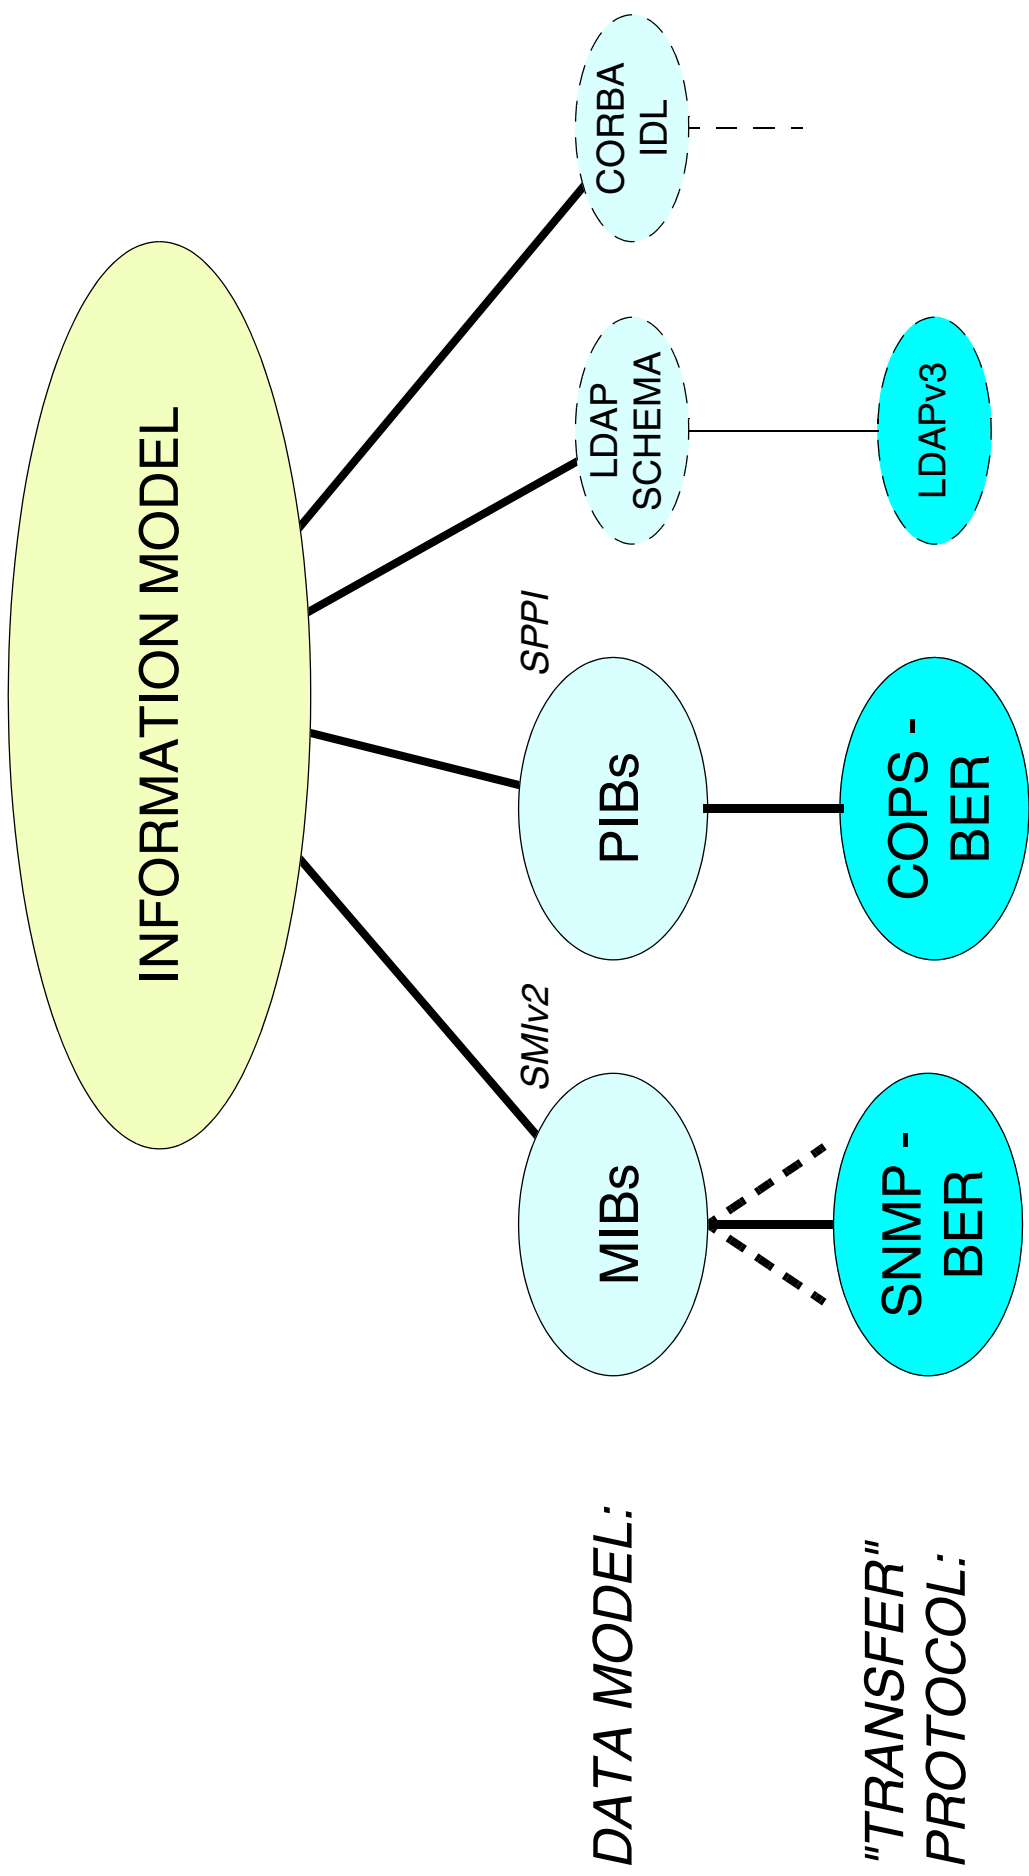 INFORMATION MODEL
SMIv2
SPPI
DATA MODEL:
MIBs
PIBs
LDAP
SCHEMA
CORBA
IDL
"TRANSFER"
PROTOCOL:
SNMP -
BER
COPS -
BER
LDAPv3